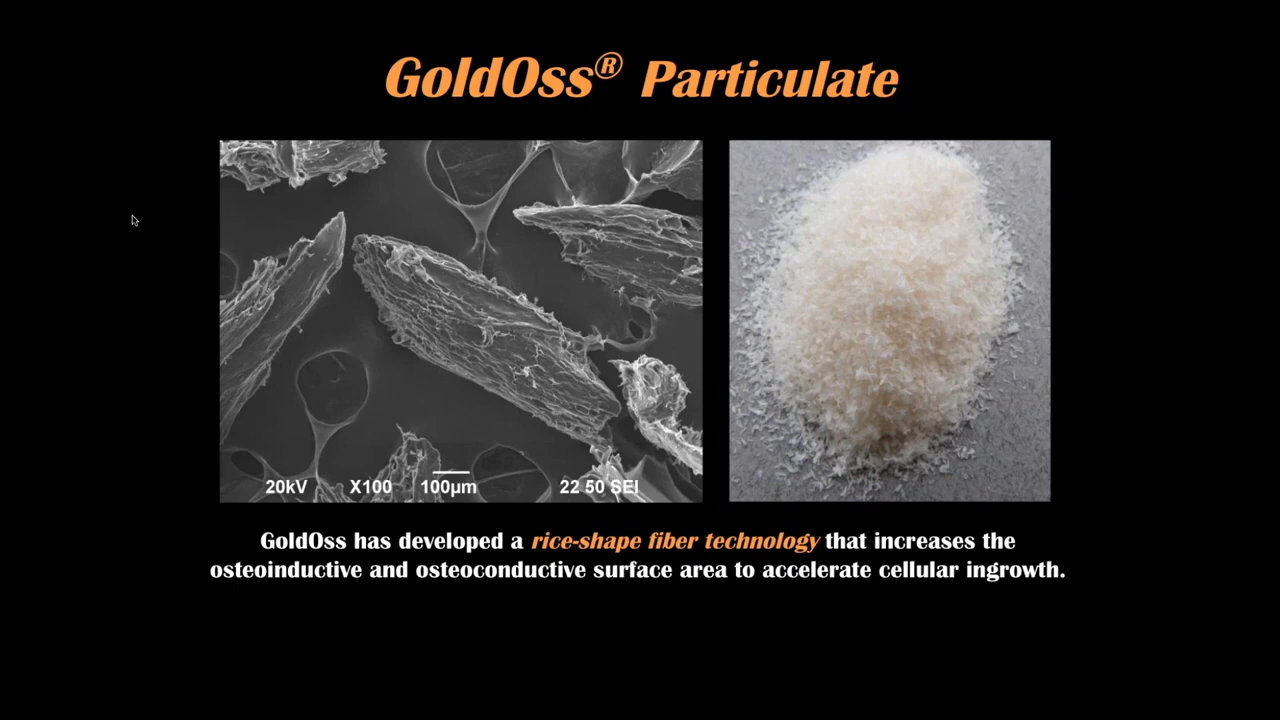 GoldOss® Particulate
20kV X100 100µm 22 50 SEI
GoldOss has developed a rice-shape fiber technology that increases the
osteoinductive and osteoconductive surface area to accelerate cellular ingrowth.